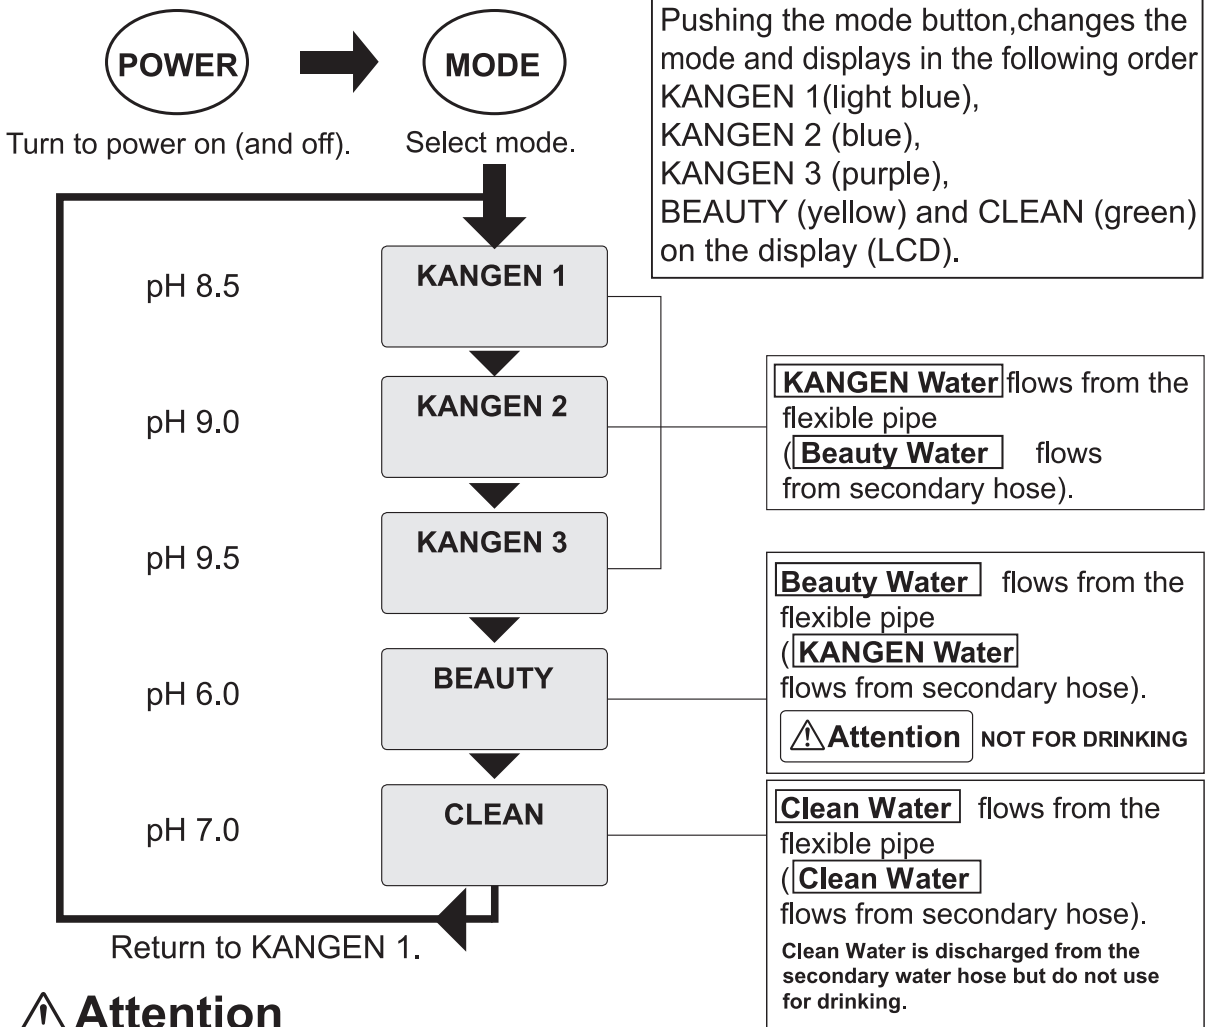 POWER
MODE
Turn to power on (and off).
Select mode.
Pushing the mode button,changes the
mode and displays in the following order
KANGEN 1(light blue),
KANGEN 2 (blue),
KANGEN 3 (purple),
BEAUTY (yellow) and CLEAN (green)
on the display (LCD).
pH 8.5
KANGEN 1
pH 9.0
KANGEN 2
KANGEN Water flows from the
flexible pipe
(Beauty Water flows
from secondary hose).
pH 9.5
KANGEN 3
Beauty Water flows from the
flexible pipe
(KANGEN Water
flows from secondary hose).
⚠Attention NOT FOR DRINKING
pH 6.0
BEAUTY
pH 7.0
CLEAN
Clean Water flows from the
flexible pipe
(Clean Water
flows from secondary hose).
Clean Water is discharged from the
secondary water hose but do not use
for drinking.
Return to KANGEN 1.
⚠ Attention